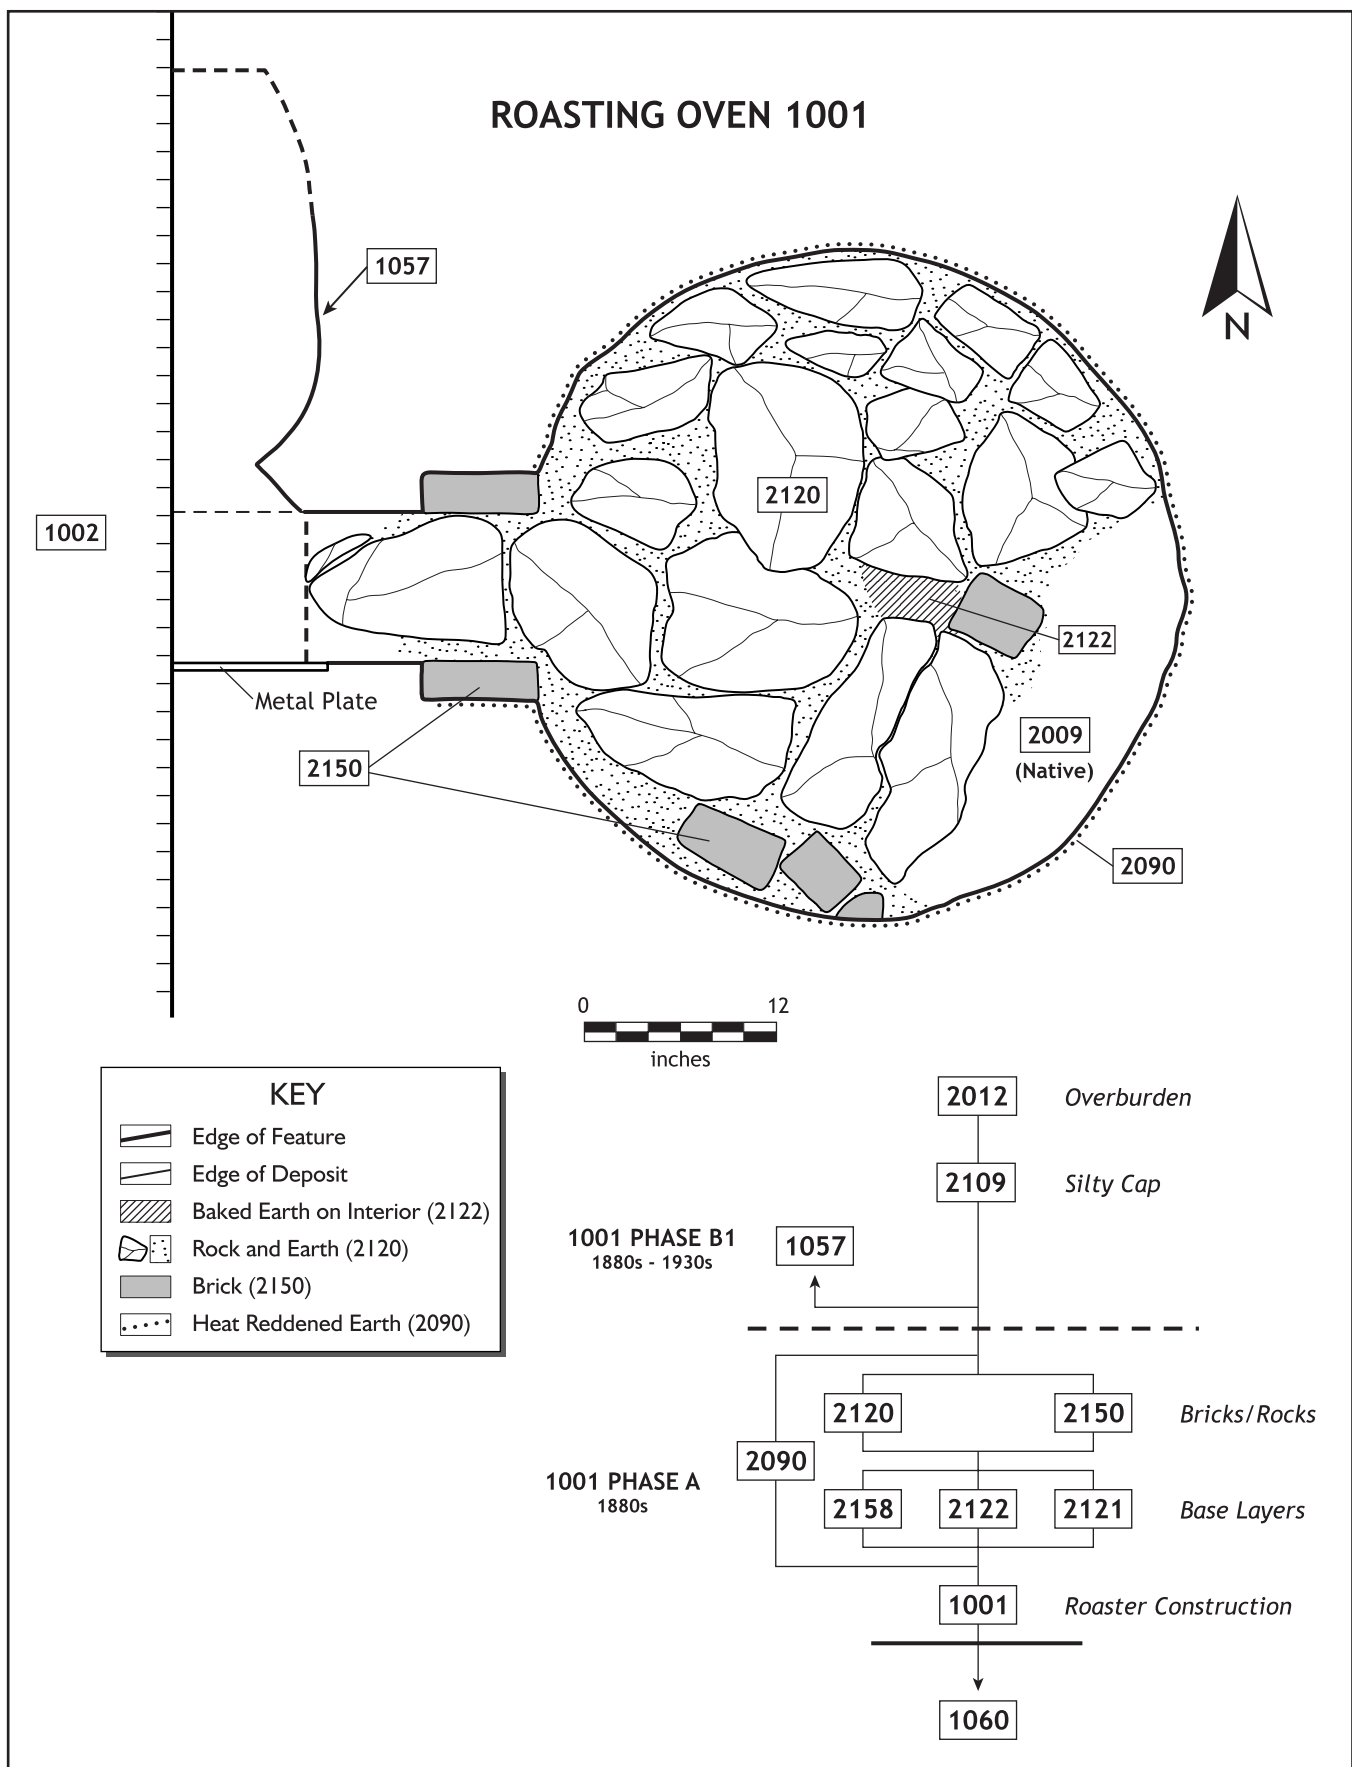 ROASTING OVEN 1001
1057
N
2120
1002
2122
Metal Plate
2009
(Native)
2150
2090
0 12
inches
KEY
Edge of Feature
Edge of Deposit
Baked Earth on Interior (2122)
Rock and Earth (2120)
Brick (2150)
Heat Reddened Earth (2090)
2012 Overburden
2109 Silty Cap
1001 PHASE B1
1880s - 1930s
1057
2120 2150 Bricks/Rocks
2090
1001 PHASE A
1880s
2158 2122 2121 Base Layers
1001 Roaster Construction
1060